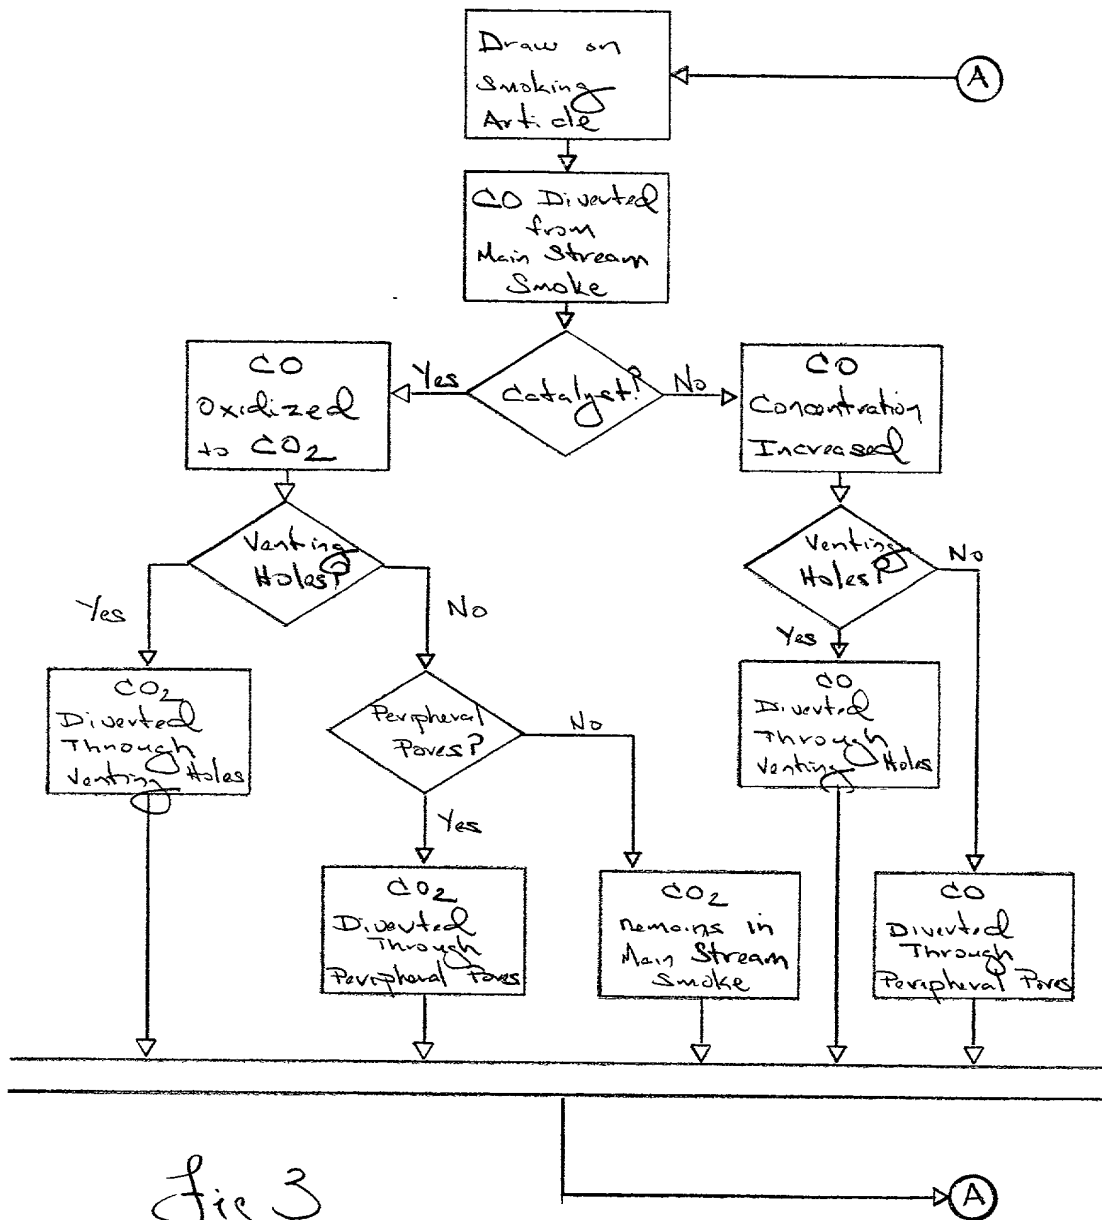 Draw on
Smoking
Article
A
CO Diverted
from
Main Stream
Smoke
CO
Oxidized
to CO2
Yes
Catalyst?
No
CO
Concentration
Increased
Venting
Holes?
Yes
No
Venting
Holes?
No
Yes
CO2
Diverted
Through
Venting Holes
Peripheral
Pores?
No
Yes
CO
Diverted
Through
Venting Holes
CO2
Diverted
Through
Peripheral Pores
CO2
Remains in
Main Stream
Smoke
CO
Diverted
Through
Peripheral Pores
Fig 3
A